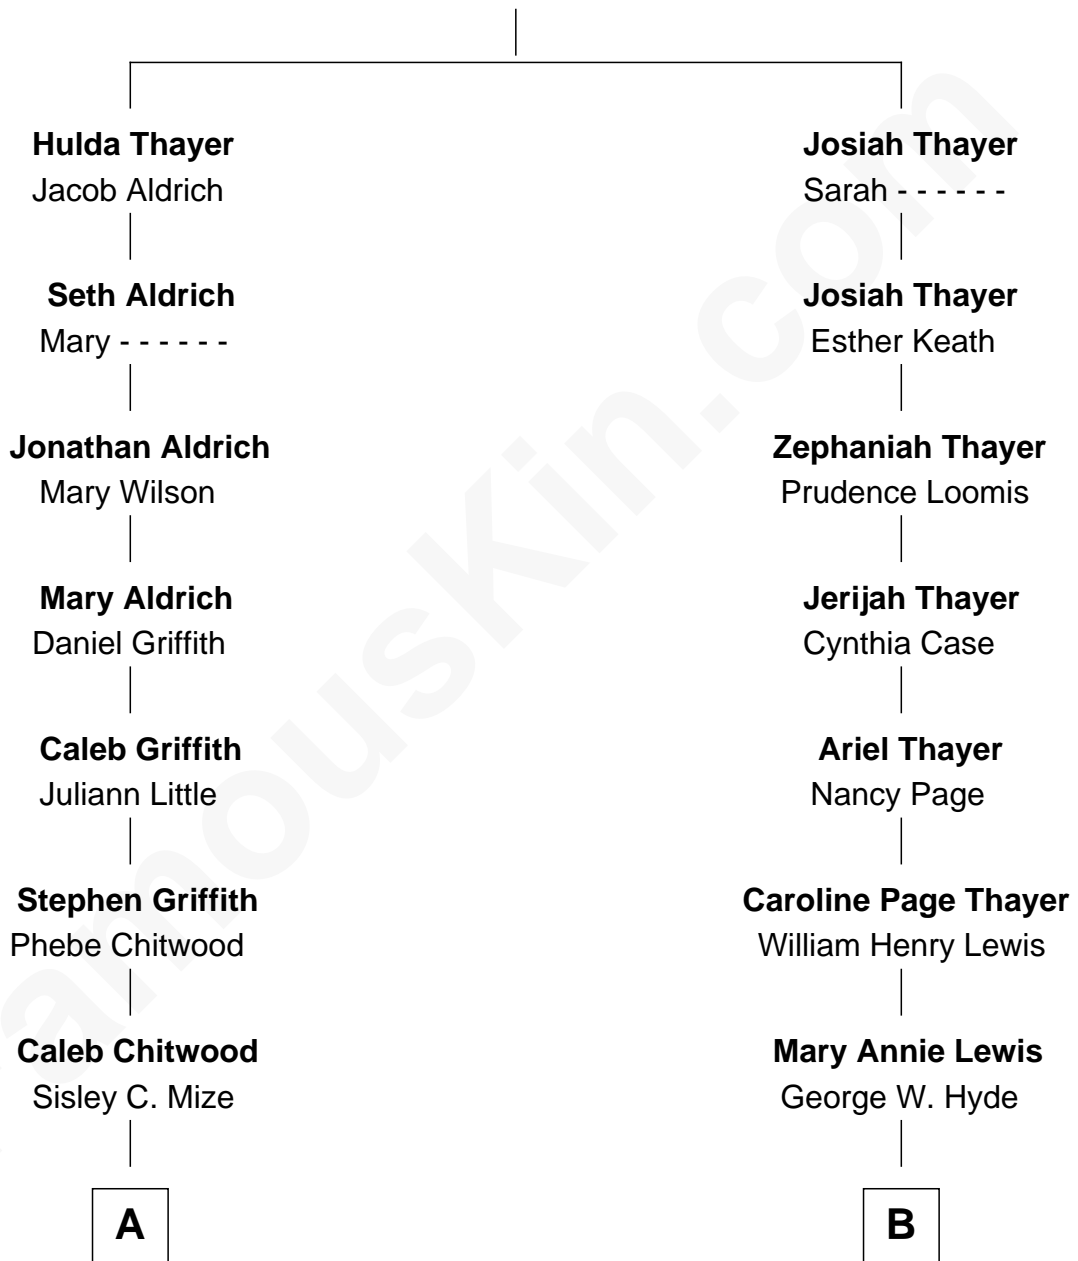 Hulda Thayer
Jacob Aldrich
Josiah Thayer
Sarah - - - - - -
Seth Aldrich
Mary - - - - - -
Josiah Thayer
Esther Keath
Jonathan Aldrich
Mary Wilson
Zephaniah Thayer
Prudence Loomis
Mary Aldrich
Daniel Griffith
Jerijah Thayer
Cynthia Case
Caleb Griffith
Juliann Little
Ariel Thayer
Nancy Page
Stephen Griffith
Phebe Chitwood
Caroline Page Thayer
William Henry Lewis
Caleb Chitwood
Sisley C. Mize
Mary Annie Lewis
George W. Hyde
A
B
amouskin.com